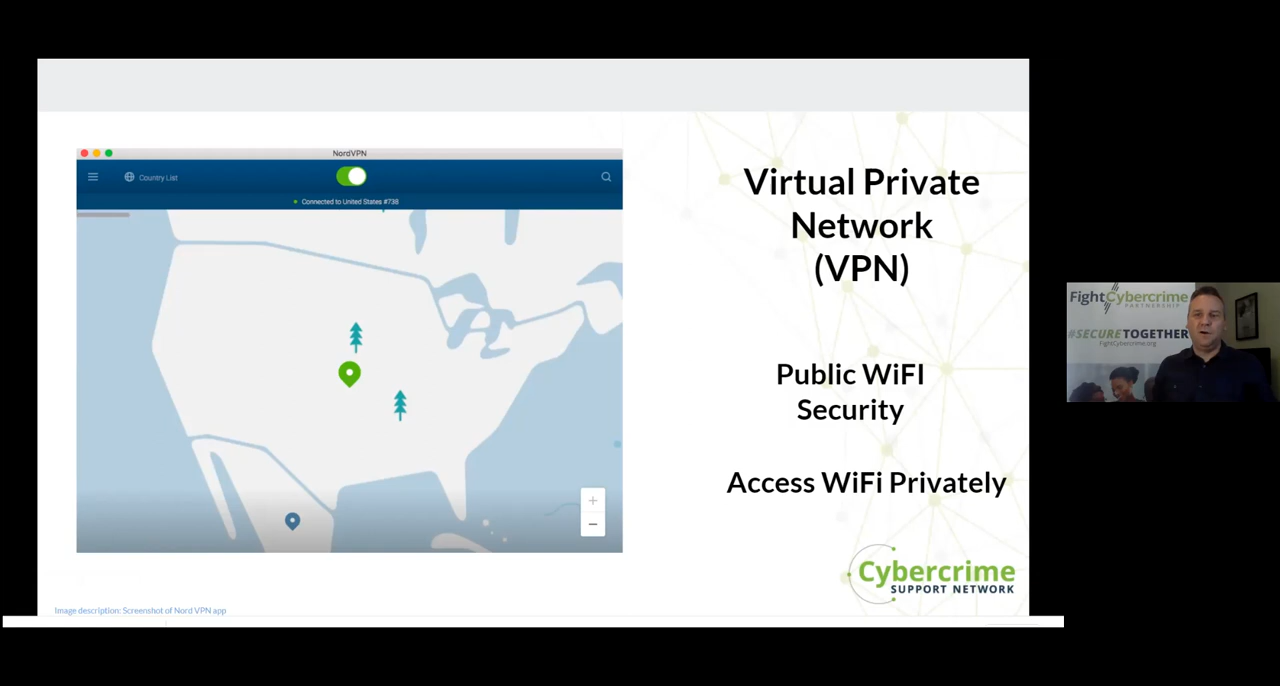 NordVPN
Country List
Connected to United States #738
Virtual Private
Network
(VPN)
Public WiFI
Security
Access WiFi Privately
Cybercrime
SUPPORT NETWORK
Image description: Screenshot of Nord VPN app
FightCybercrime
PARTNERSHIP
#SECURETOGETHER
FightCybercrime.org